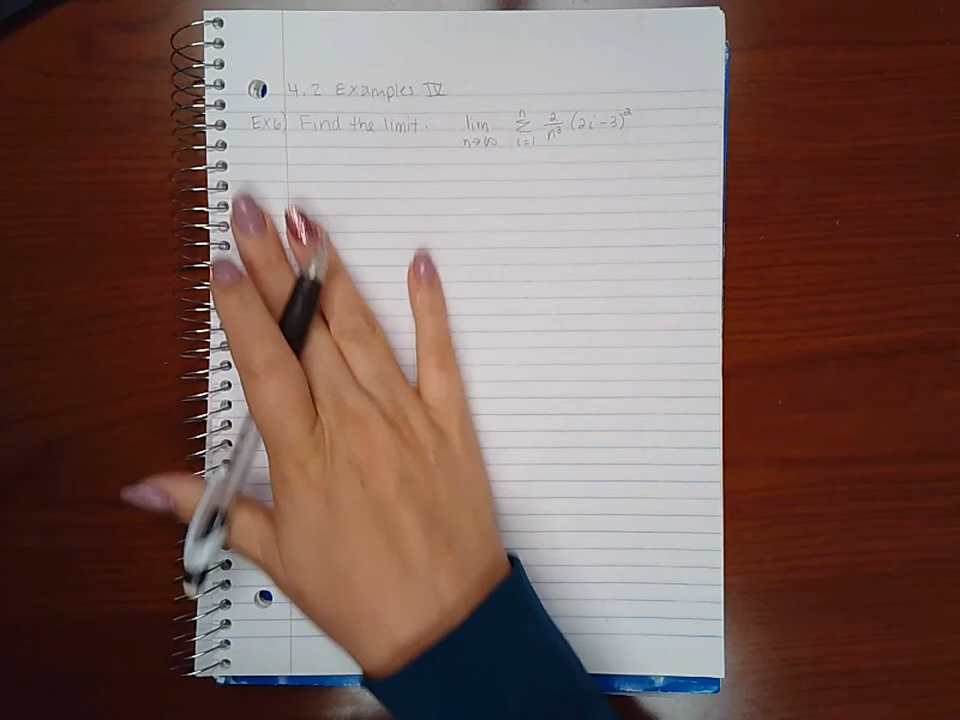 4.2 Examples IV
Ex6) Find the limit. lim n→∞ n Σ i=1 2/n³ (2i-3)²